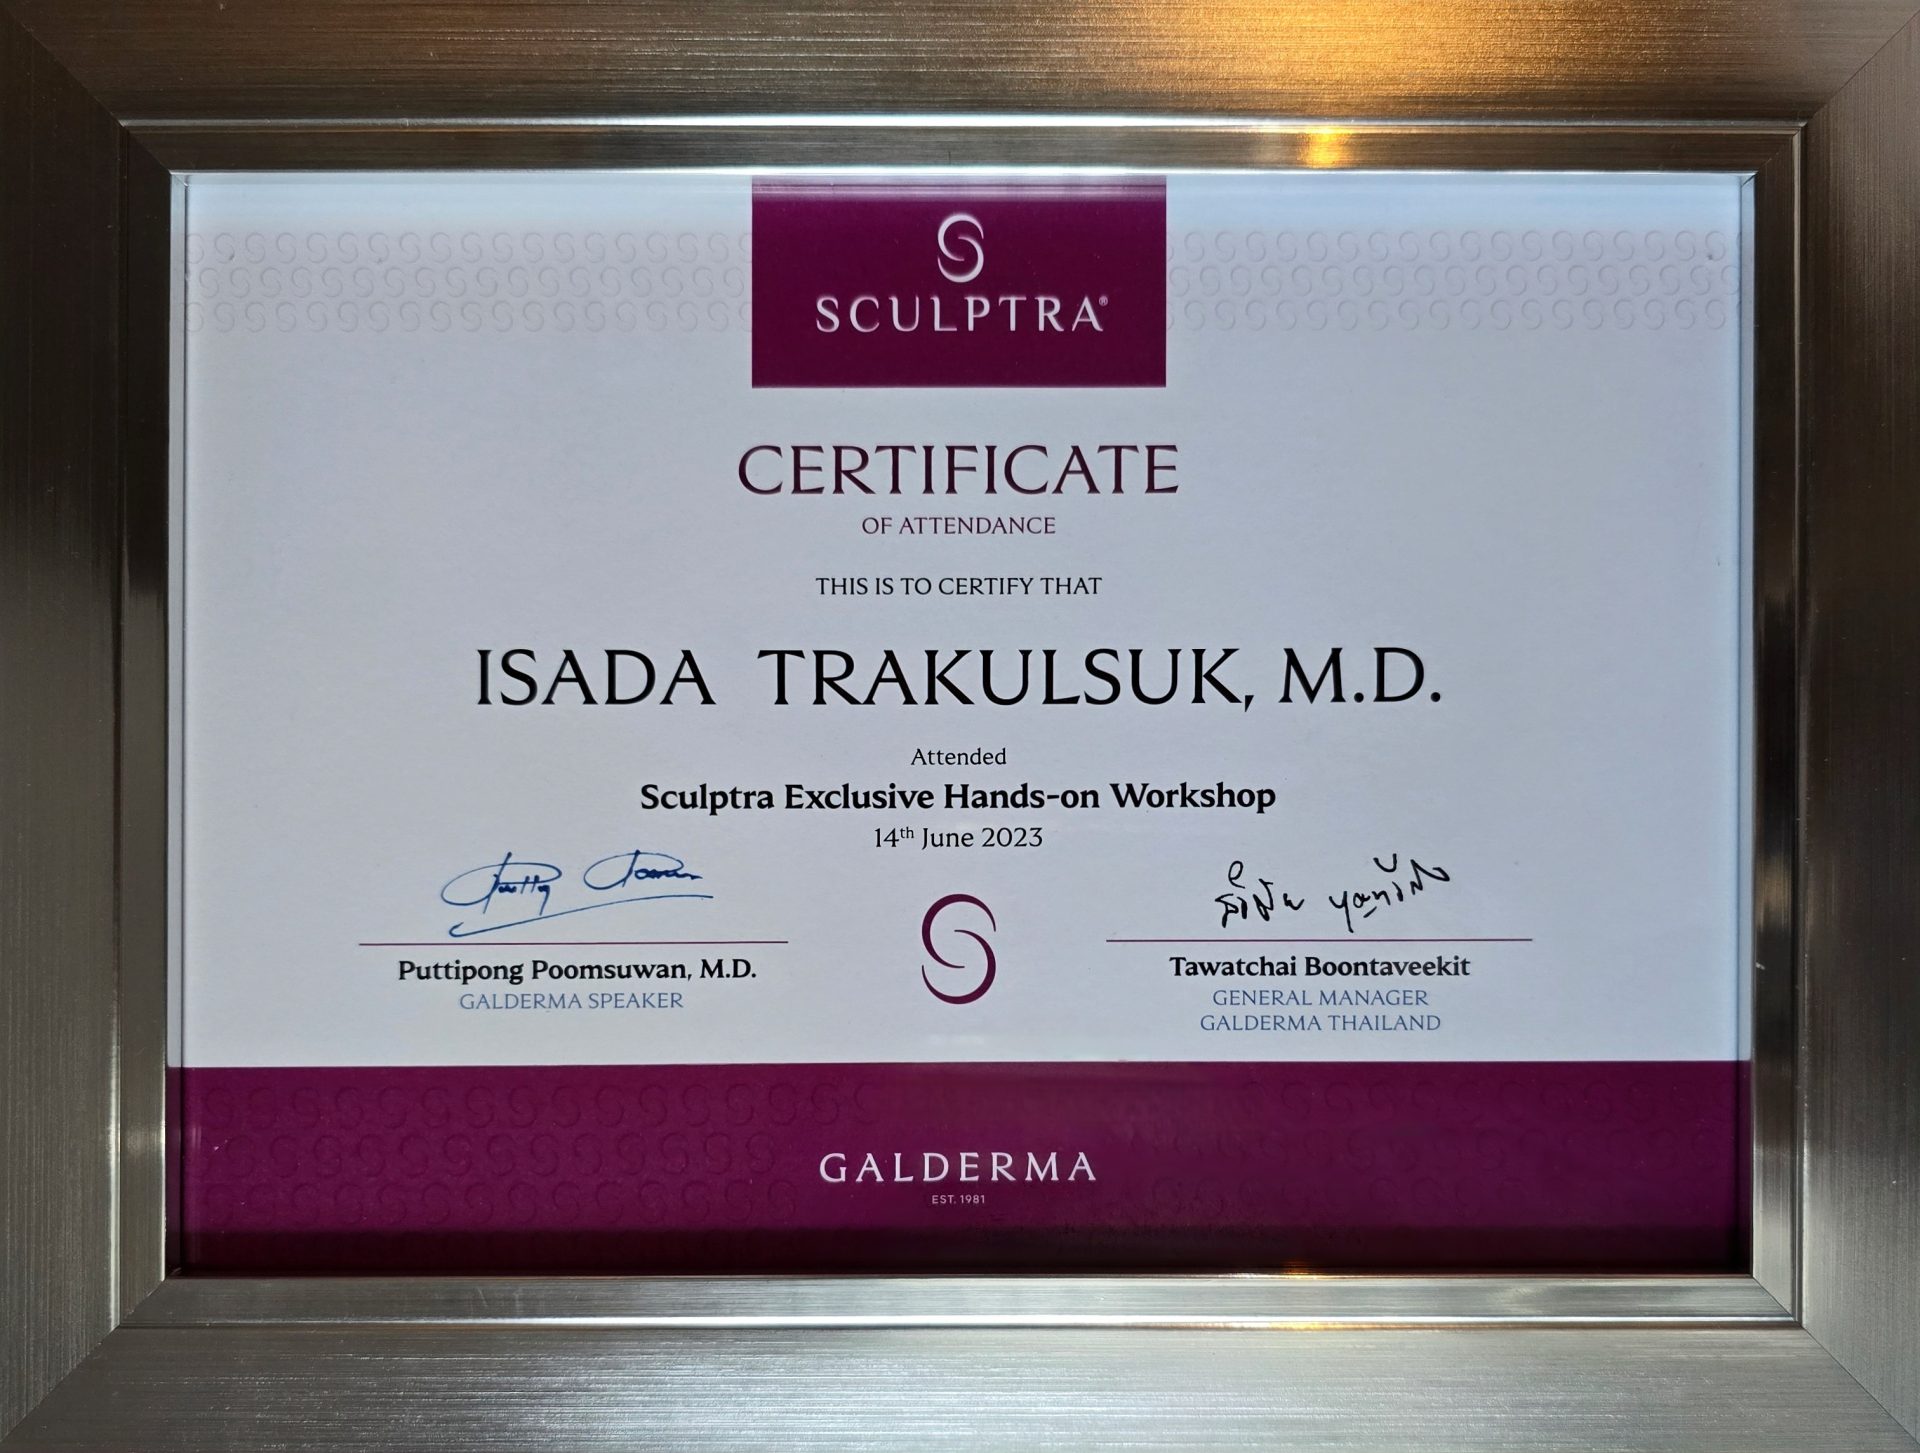 SCULPTRA®
CERTIFICATE
OF ATTENDANCE
THIS IS TO CERTIFY THAT
ISADA TRAKULSUK, M.D.
Attended
Sculptra Exclusive Hands-on Workshop
14th June 2023
Puttipong Poomsuwan, M.D.
GALDERMA SPEAKER
Tawatchai Boontaveekit
GENERAL MANAGER
GALDERMA THAILAND
GALDERMA
EST. 1981